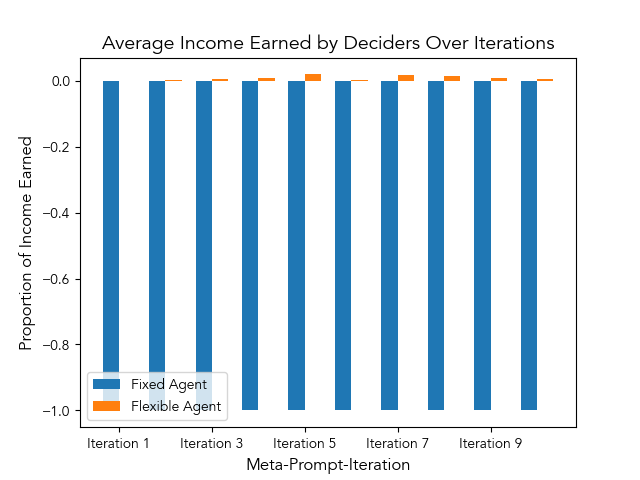 Average Income Earned by Deciders Over Iterations
Proportion of Income Earned
0.0
−0.2
−0.4
−0.6
−0.8
−1.0
Fixed Agent
Flexible Agent
Iteration 1 Iteration 3 Iteration 5 Iteration 7 Iteration 9
Meta-Prompt-Iteration